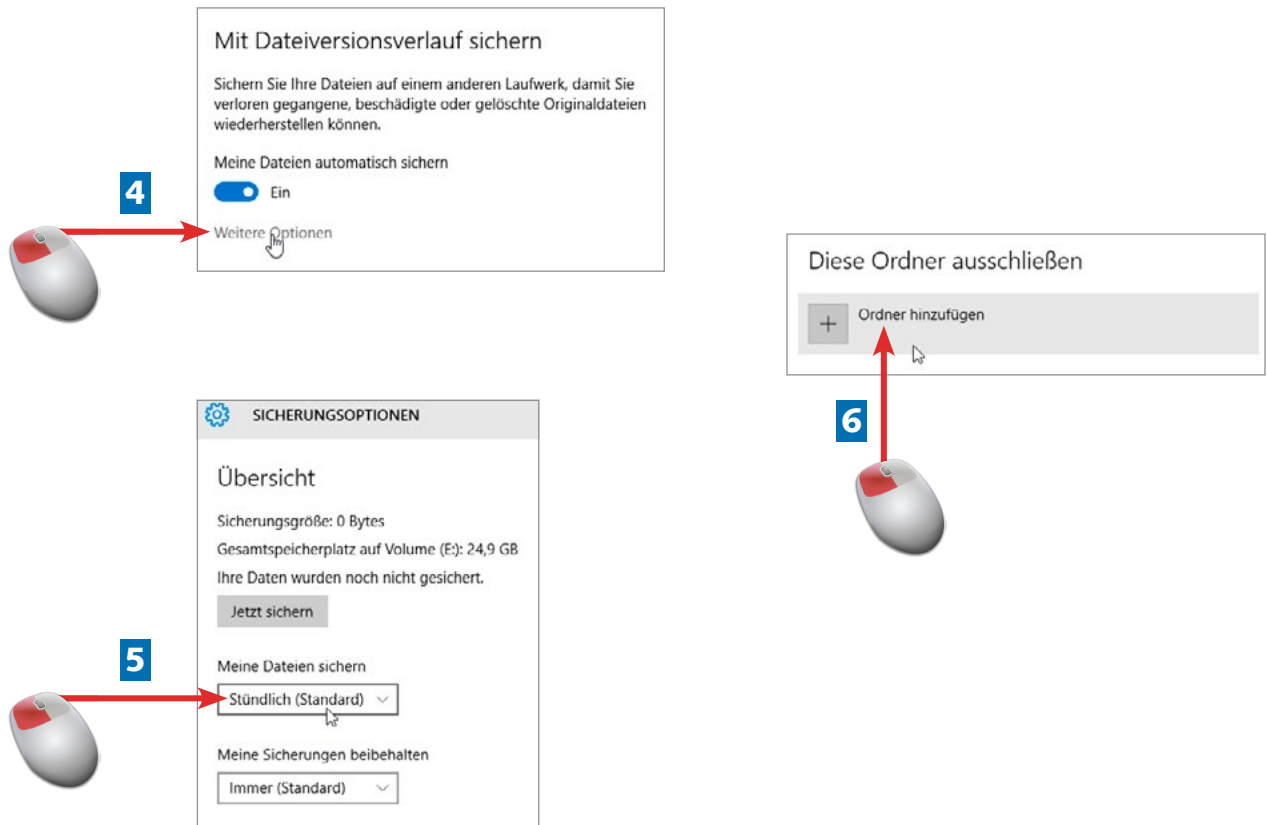 Mit Dateiversionsverlauf sichern
Sichern Sie Ihre Dateien auf einem anderen Laufwerk, damit Sie
verloren gegangene, beschädigte oder gelöschte Originaldateien
wiederherstellen können.
Meine Dateien automatisch sichern
Ein
4
Weitere Optionen
Diese Ordner ausschließen
+ Ordner hinzufügen
6
SICHERUNGSOPTIONEN
Übersicht
Sicherungsgröße: 0 Bytes
Gesamtspeicherplatz auf Volume (E:): 24,9 GB
Ihre Daten wurden noch nicht gesichert.
Jetzt sichern
5
Meine Dateien sichern
Stündlich (Standard)
Meine Sicherungen beibehalten
Immer (Standard)